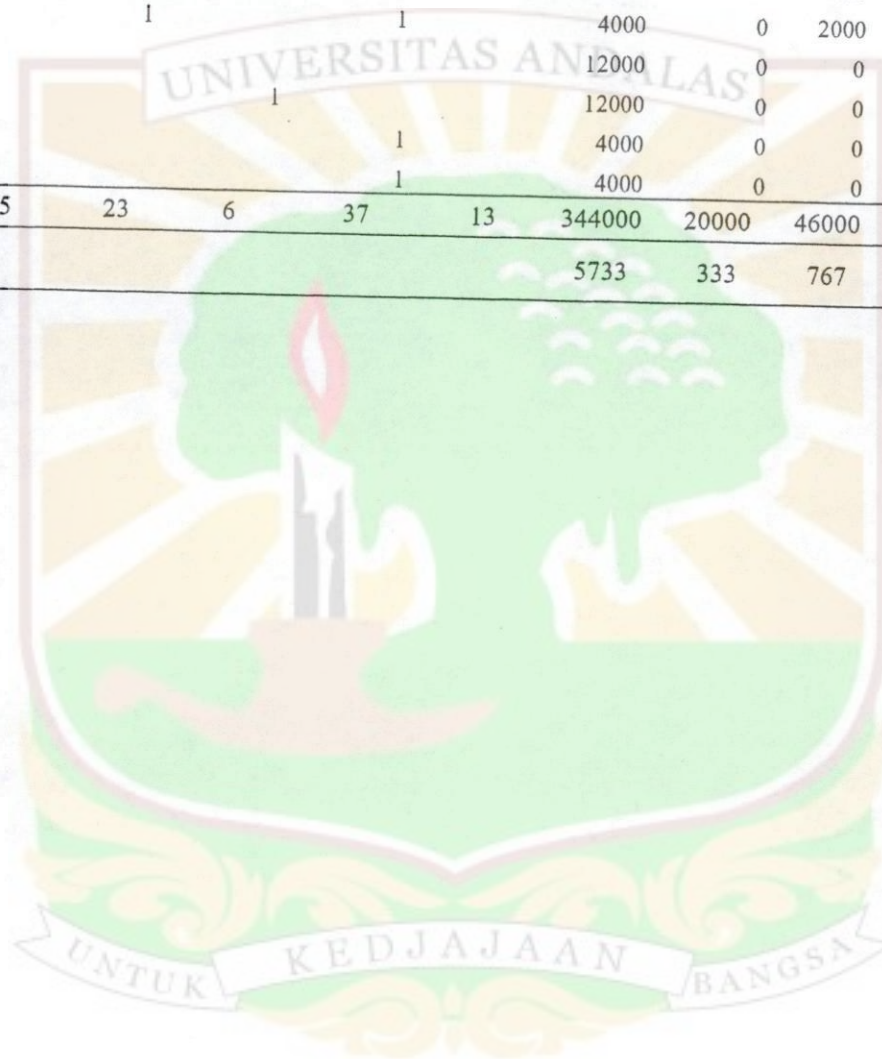 1 1 4000 0 2000
UNIVERSITAS ANDALAS
12000 0 0
1 12000 0 0
1 4000 0 0
1 4000 0 0
5 23 6 37 13 344000 20000 46000
5733 333 767
UNTUK KEDJAJAAN BANGSA